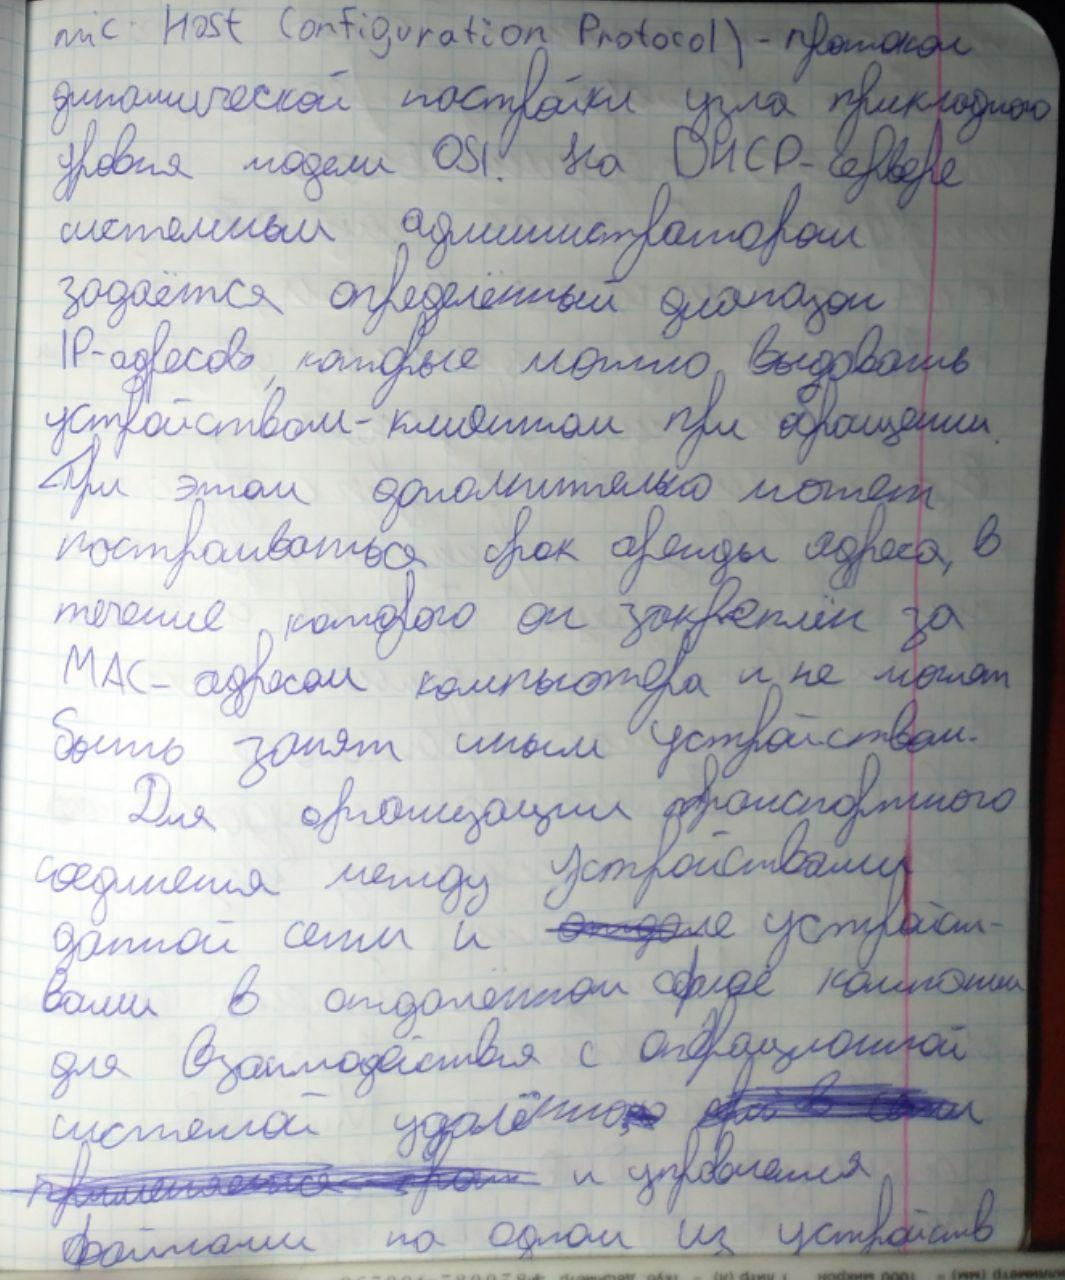 mic Host Configuration Protocol) - протокол
динамической настройки узла прикладного
уровня модели OSI. На DHCP-сервере
системным администратором
задаётся определённый диапазон
IP-адресов, которые можно выдавать
устройствам-клиентам при обращении.
При этом дополнительно может
настраиваться срок аренды адреса, в
течение которого он закреплён за
MAC-адресом компьютера и не может
быть занят иным устройством.
Для организации транспортного
соединения между устройствами
данной сети и устройст-
вами в отдалённом офисе компании
для взаимодействия с операционной
системой удалённо
и управления
файлами на одном из устройств